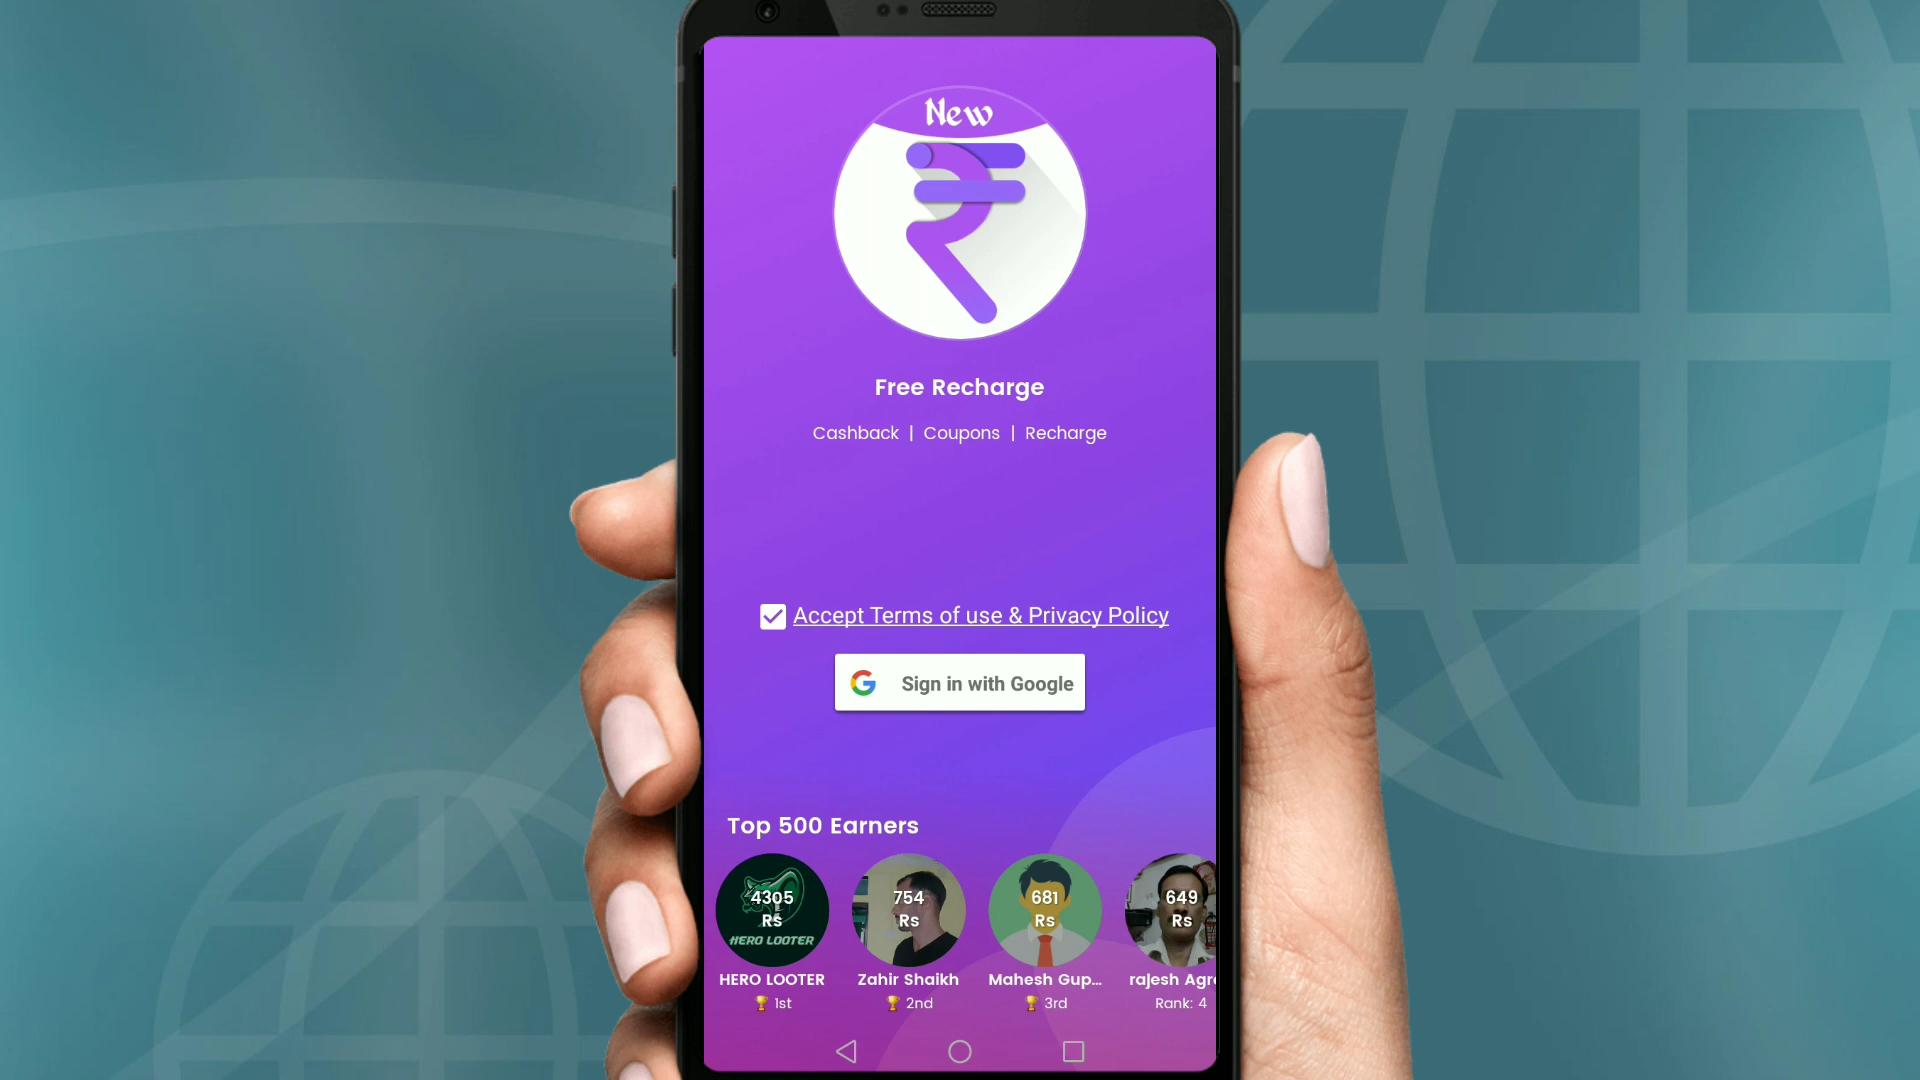 New
Free Recharge
Cashback | Coupons | Recharge
Accept Terms of use & Privacy Policy
Sign in with Google
Top 500 Earners
4305 Rs
HERO LOOTER
HERO LOOTER
1st
754 Rs
Zahir Shaikh
2nd
681 Rs
Mahesh Gup...
3rd
649 Rs
rajesh Agr
Rank: 4